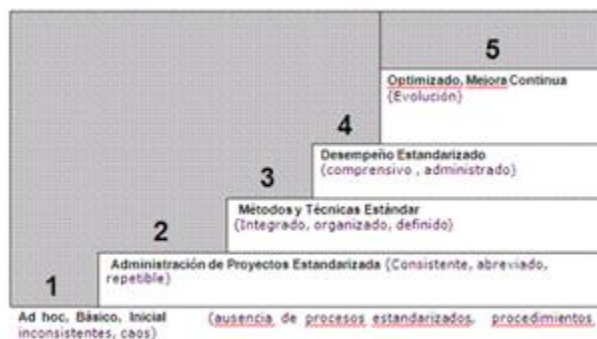 5
Optimizado, Mejora Continua
(Evolución)
4
Desempeño Estandarizado
(comprensivo , administrado)
3
Métodos y Técnicas Estándar
(Integrado, organizado, definido)
2
Administración de Proyectos Estandarizada (Consistente, abreviado,
repetible)
1
Ad hoc, Básico, Inicial (ausencia de procesos estandarizados, procedimientos
inconsistentes, caos)